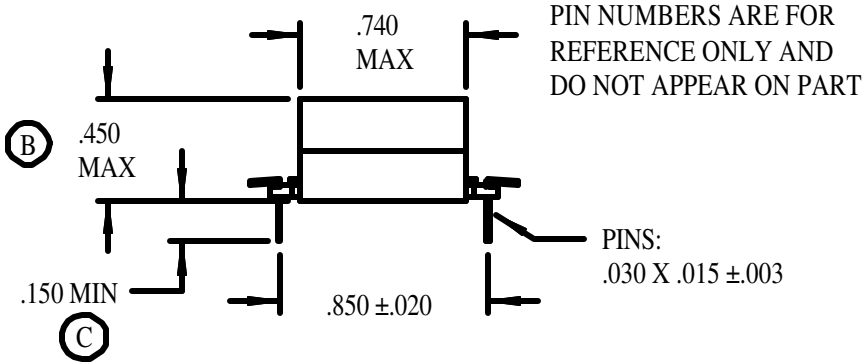 .740
MAX
PIN NUMBERS ARE FOR
REFERENCE ONLY AND
DO NOT APPEAR ON PART
B
.450
MAX
PINS:
.030 X .015 ±.003
.150 MIN
.850 ±.020
C